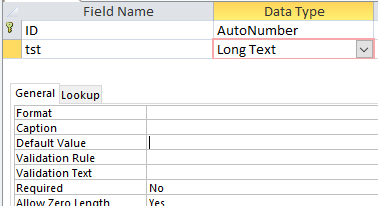 Field Name Data Type
ID AutoNumber
tst Long Text
General Lookup
Format
Caption
Default Value
Validation Rule
Validation Text
Required No
Allow Zero Length Yes